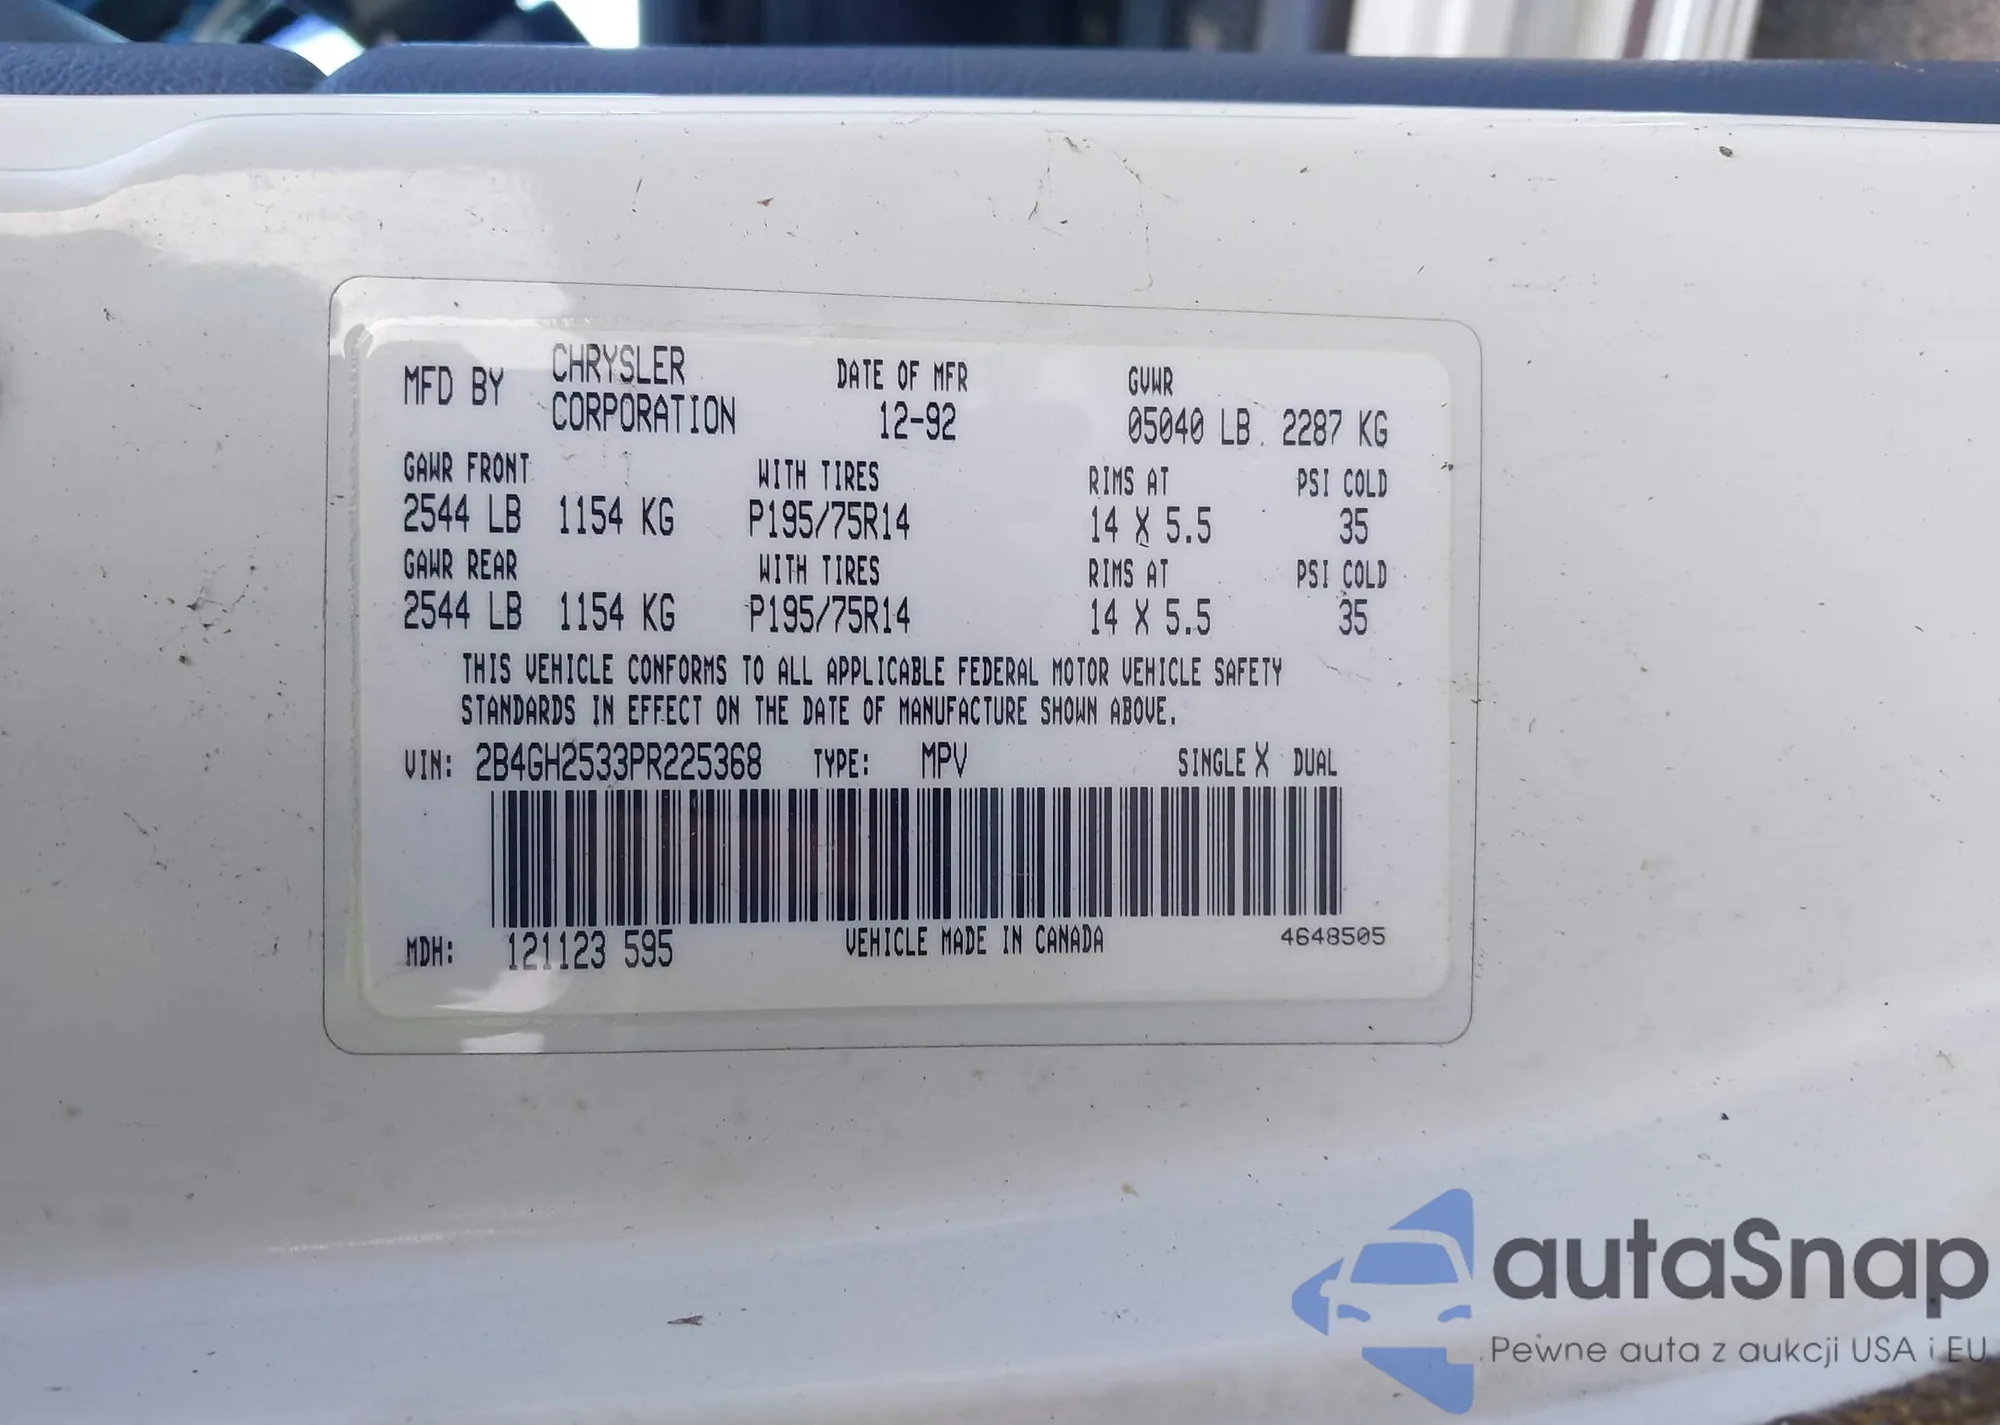 MFD BY CHRYSLER CORPORATION DATE OF MFR 12-92 GVWR 05040 LB 2287 KG
GAWR FRONT WITH TIRES RIMS AT PSI COLD
2544 LB 1154 KG P195/75R14 14 X 5.5 35
GAWR REAR WITH TIRES RIMS AT PSI COLD
2544 LB 1154 KG P195/75R14 14 X 5.5 35
THIS VEHICLE CONFORMS TO ALL APPLICABLE FEDERAL MOTOR VEHICLE SAFETY
STANDARDS IN EFFECT ON THE DATE OF MANUFACTURE SHOWN ABOVE.
VIN: 2B4GH2533PR225368 TYPE: MPV SINGLE X DUAL
MDH: 121123 595 VEHICLE MADE IN CANADA 4648505
autaSnap
Pewne auta z aukcji USA i EU